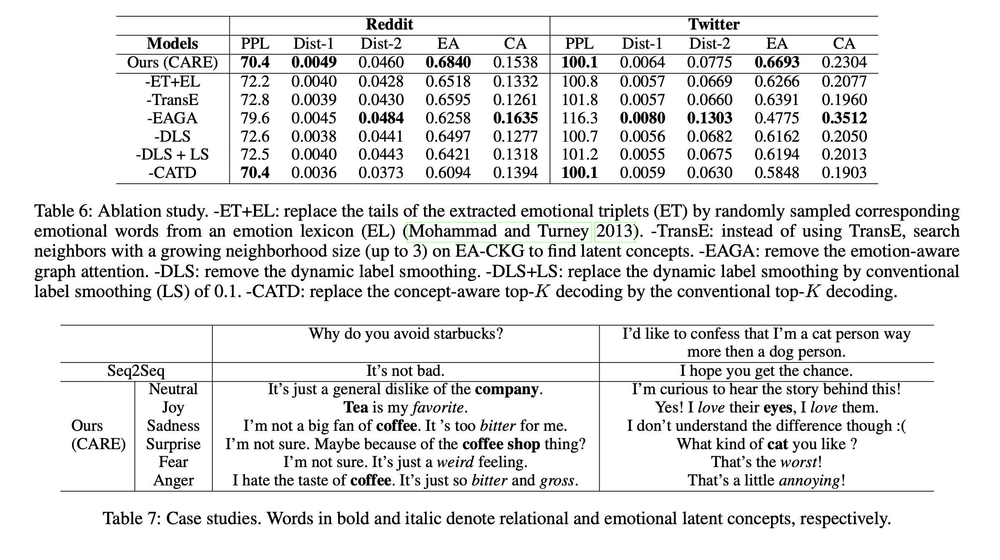 Reddit Twitter
Models PPL Dist-1 Dist-2 EA CA PPL Dist-1 Dist-2 EA CA
Ours (CARE) 70.4 0.0049 0.0460 0.6840 0.1538 100.1 0.0064 0.0775 0.6693 0.2304
-ET+EL 72.2 0.0040 0.0428 0.6518 0.1332 100.8 0.0057 0.0669 0.6266 0.2077
-TransE 72.8 0.0039 0.0430 0.6595 0.1261 101.8 0.0057 0.0660 0.6391 0.1960
-EAGA 79.6 0.0045 0.0484 0.6258 0.1635 116.3 0.0080 0.1303 0.4775 0.3512
-DLS 72.6 0.0038 0.0441 0.6497 0.1277 100.7 0.0056 0.0682 0.6162 0.2050
-DLS + LS 72.5 0.0040 0.0443 0.6421 0.1318 101.2 0.0055 0.0675 0.6194 0.2013
-CATD 70.4 0.0036 0.0373 0.6094 0.1394 100.1 0.0059 0.0630 0.5848 0.1903
Table 6: Ablation study. -ET+EL: replace the tails of the extracted emotional triplets (ET) by randomly sampled corresponding
emotional words from an emotion lexicon (EL) (Mohammad and Turney 2013). -TransE: instead of using TransE, search
neighbors with a growing neighborhood size (up to 3) on EA-CKG to find latent concepts. -EAGA: remove the emotion-aware
graph attention. -DLS: remove the dynamic label smoothing. -DLS+LS: replace the dynamic label smoothing by conventional
label smoothing (LS) of 0.1. -CATD: replace the concept-aware top-K decoding by the conventional top-K decoding.
Why do you avoid starbucks? I'd like to confess that I'm a cat person way
more then a dog person.
Seq2Seq It's not bad. I hope you get the chance.
Neutral It's just a general dislike of the company. I'm curious to hear the story behind this!
Joy Tea is my favorite. Yes! I love their eyes, I love them.
Ours Sadness I'm not a big fan of coffee. It 's too bitter for me. I don't understand the difference though :(
(CARE) Surprise I'm not sure. Maybe because of the coffee shop thing? What kind of cat you like ?
Fear I'm not sure. It's just a weird feeling. That's the worst!
Anger I hate the taste of coffee. It's just so bitter and gross. That's a little annoying!
Table 7: Case studies. Words in bold and italic denote relational and emotional latent concepts, respectively.